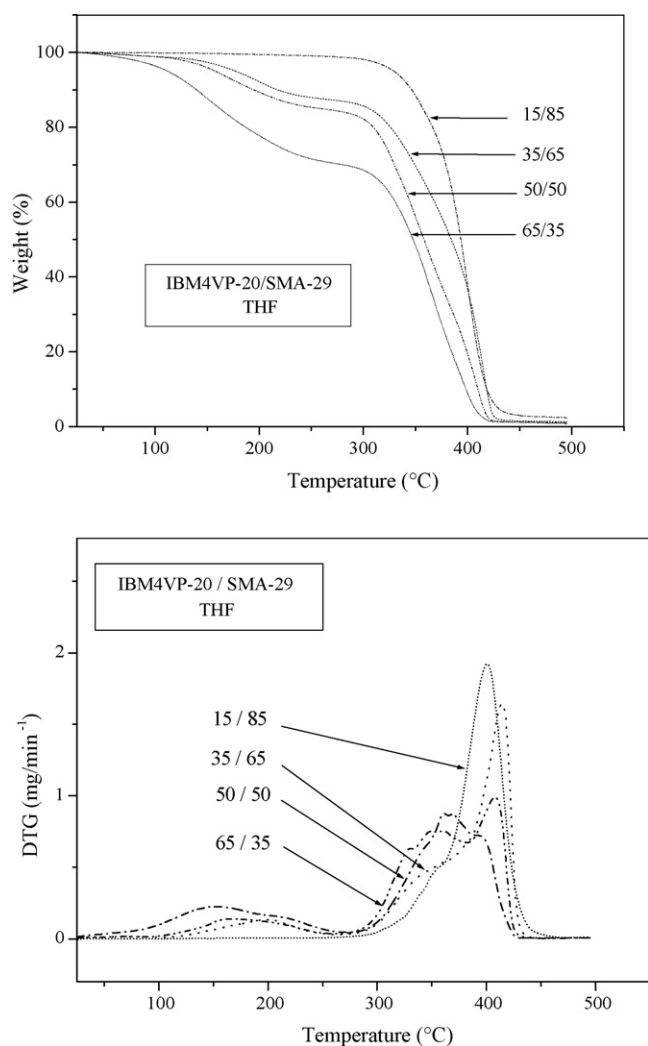 100
80
60
40
20
0
Weight (%)
15/85
35/65
50/50
65/35
IBM4VP-20/SMA-29
THF
100
200
300
400
500
Temperature (°C)
2
1
0
DTG (mg/min -1)
IBM4VP-20 / SMA-29
THF
15 / 85
35 / 65
50 / 50
65 / 35
100
200
300
400
500
Temperature (°C)